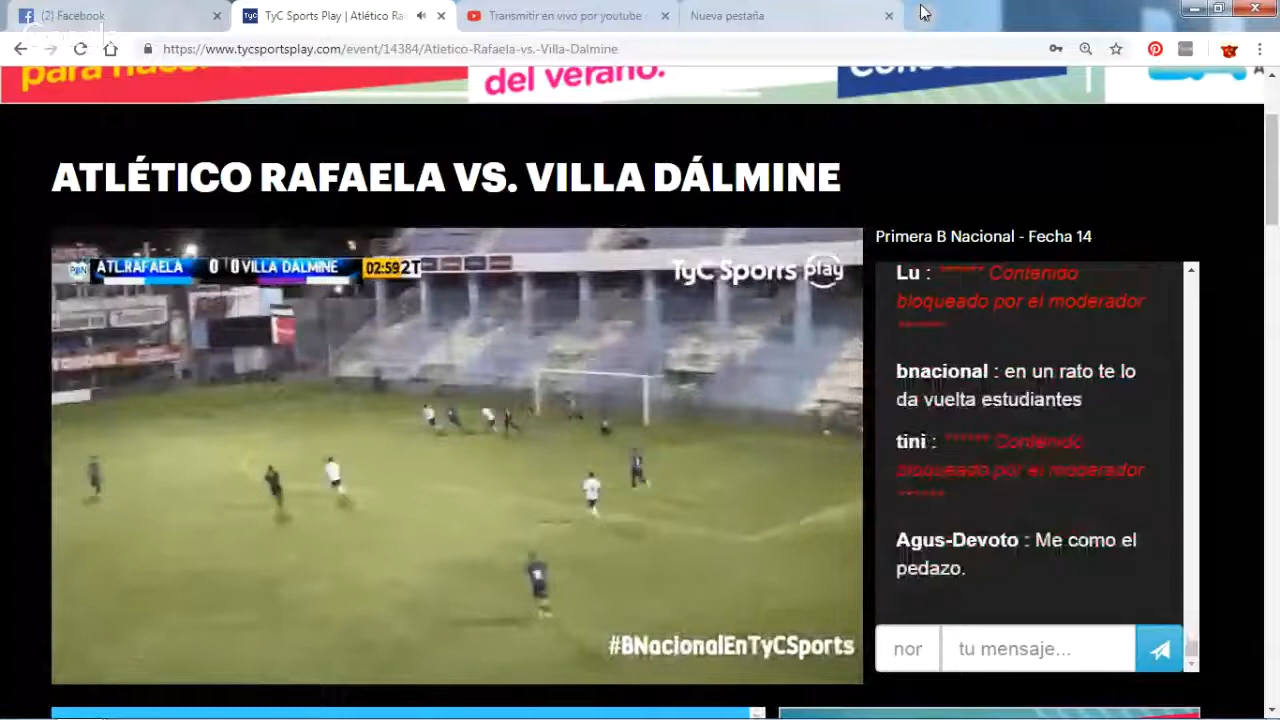 Facebook
TyC Sports Play | Atlético Ra
Transmitir en vivo por youtube
Nueva pestaña
https://www.tycsportsplay.com/event/14384/Atletico-Rafaela-vs.-Villa-Dalmine
del verano.
ATLÉTICO RAFAELA VS. VILLA DÁLMINE
Primera B Nacional - Fecha 14
ATL.RAFAELA 0 0 VILLA DALMINE 02:59 2T
TyC Sports play
Lu : ****** Contenido
bloqueado por el moderador
******
bnacional : en un rato te lo
da vuelta estudiantes
tini : ****** Contenido
bloqueado por el moderador
******
Agus-Devoto : Me como el
pedazo.
#BNacionalEnTyCSports
nor
tu mensaje...